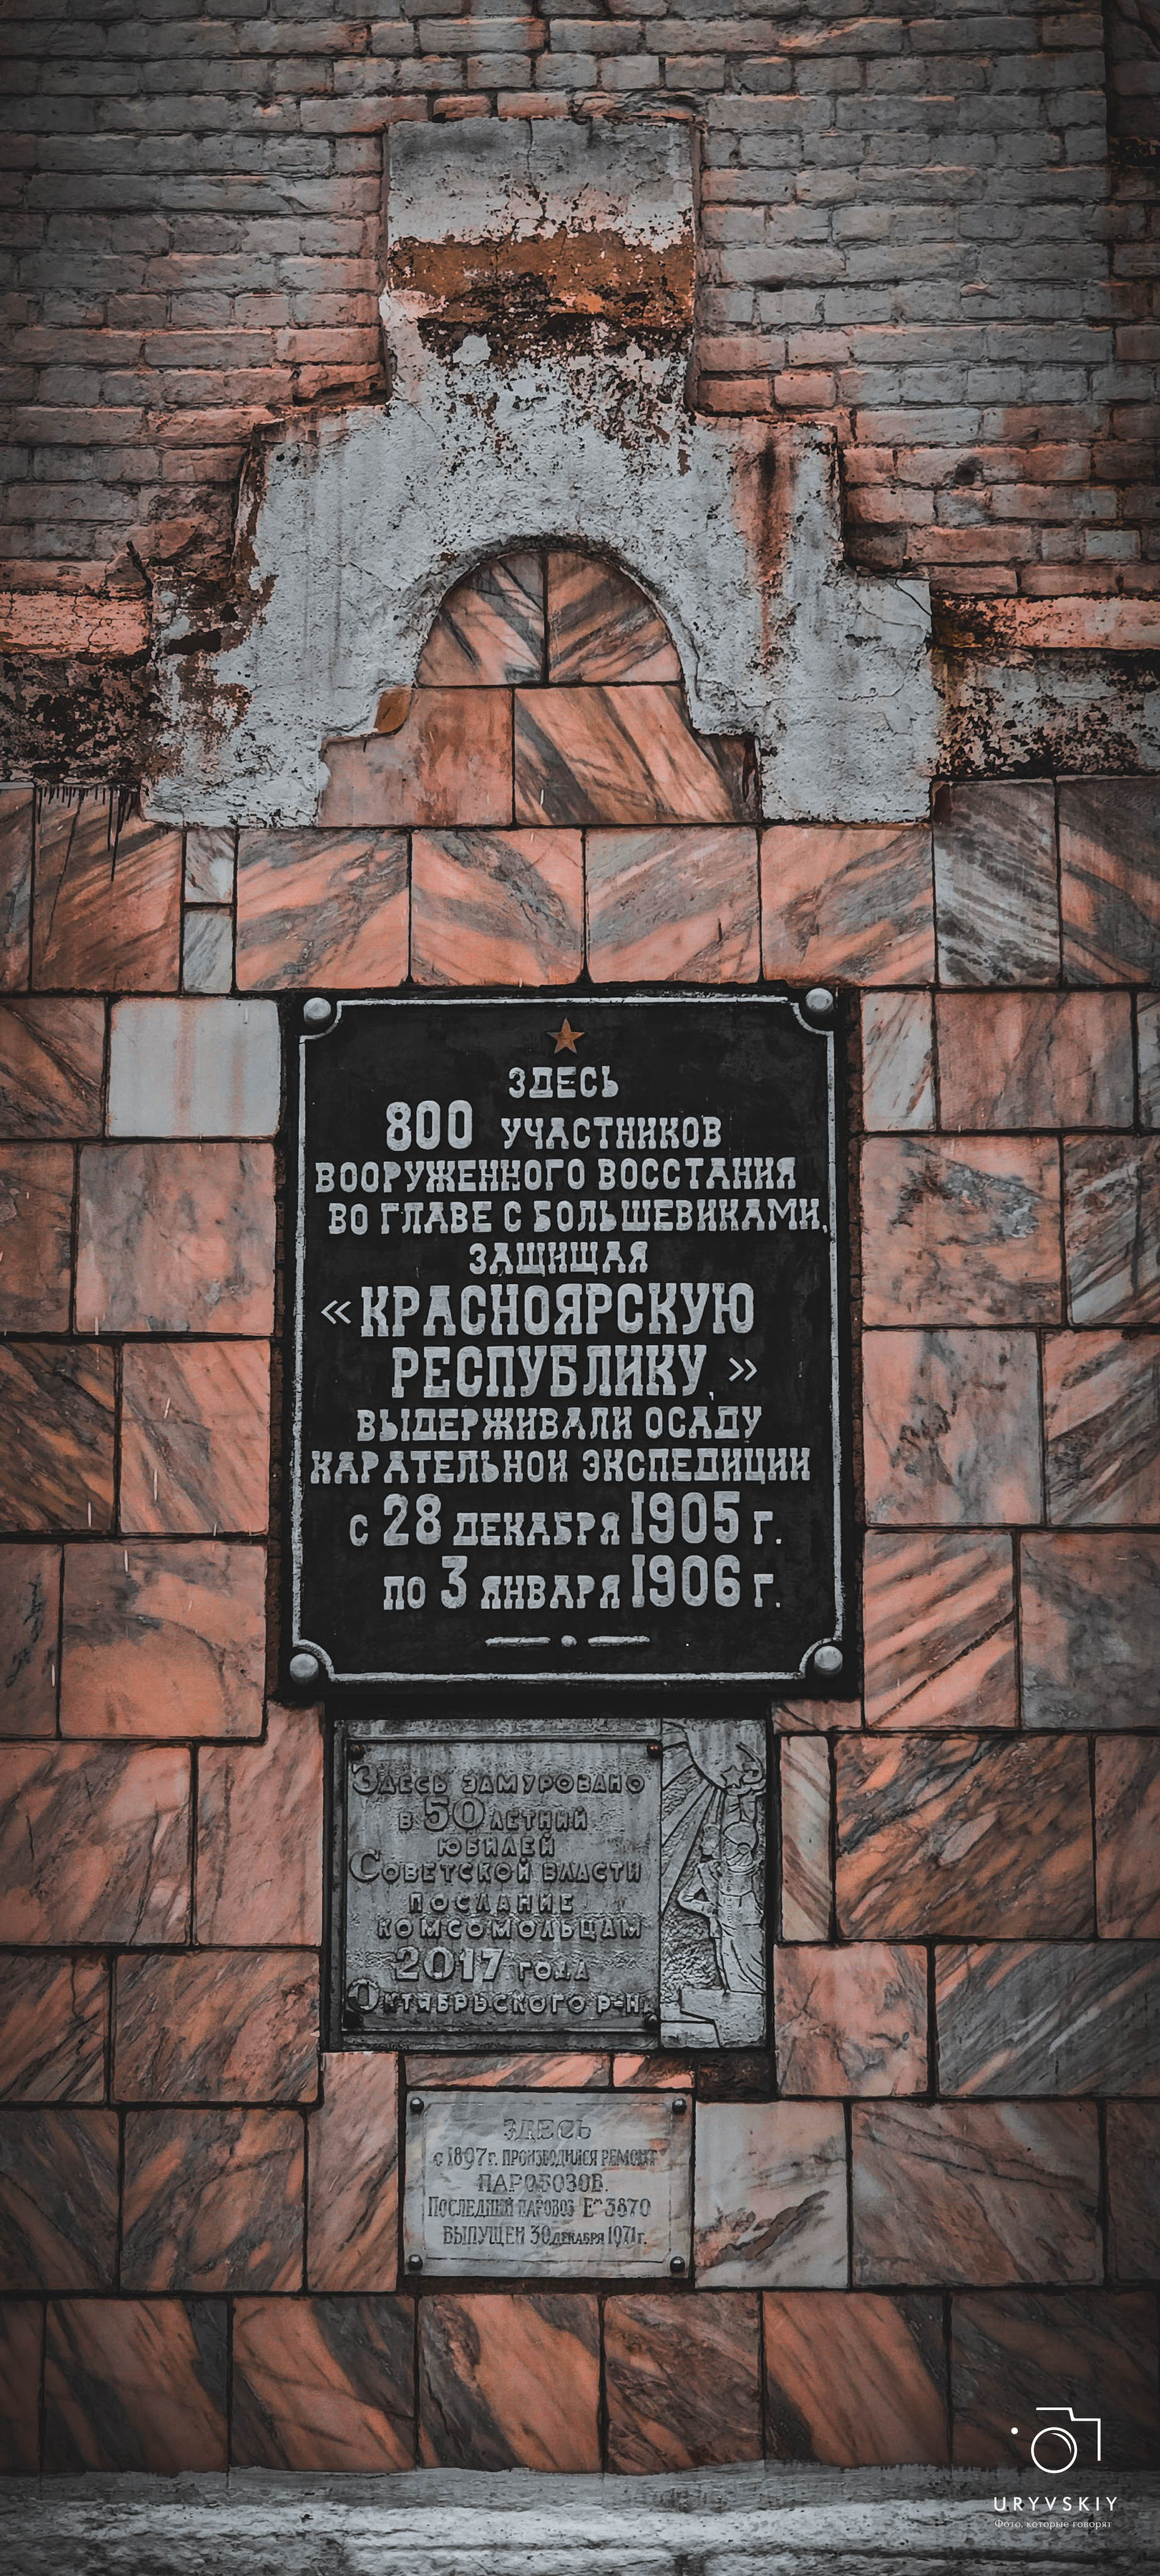 ЗДЕСЬ
800 УЧАСТНИКОВ
ВООРУЖЕННОГО ВОССТАНИЯ
ВО ГЛАВЕ С БОЛЬШЕВИКАМИ,
ЗАЩИЩАЯ
«КРАСНОЯРСКУЮ
РЕСПУБЛИКУ,»
ВЫДЕРЖИВАЛИ ОСАДУ
КАРАТЕЛЬНОЙ ЭКСПЕДИЦИИ
С 28 ДЕКАБРЯ 1905 Г.
ПО 3 ЯНВАРЯ 1906 Г.
ЗДЕСЬ ЗАМУРОВАНО
В 50 ЛЕТНИЙ
ЮБИЛЕЙ
СОВЕТСКОЙ ВЛАСТИ
ПОСЛАНИЕ
КОМСОМОЛЬЦАМ
2017 ГОДА
ОКТЯБРЬСКОГО Р-Н.
ЗДЕСЬ
с 1897 г. ПРОИЗВОДИЛСЯ РЕМОНТ
ПАРОВОЗОВ.
ПОСЛЕДНИЙ ПАРОВОЗ Ем 3870
ВЫПУЩЕН 30 ДЕКАБРЯ 1971 г.
URYVSKIY
Фото, которые говорят